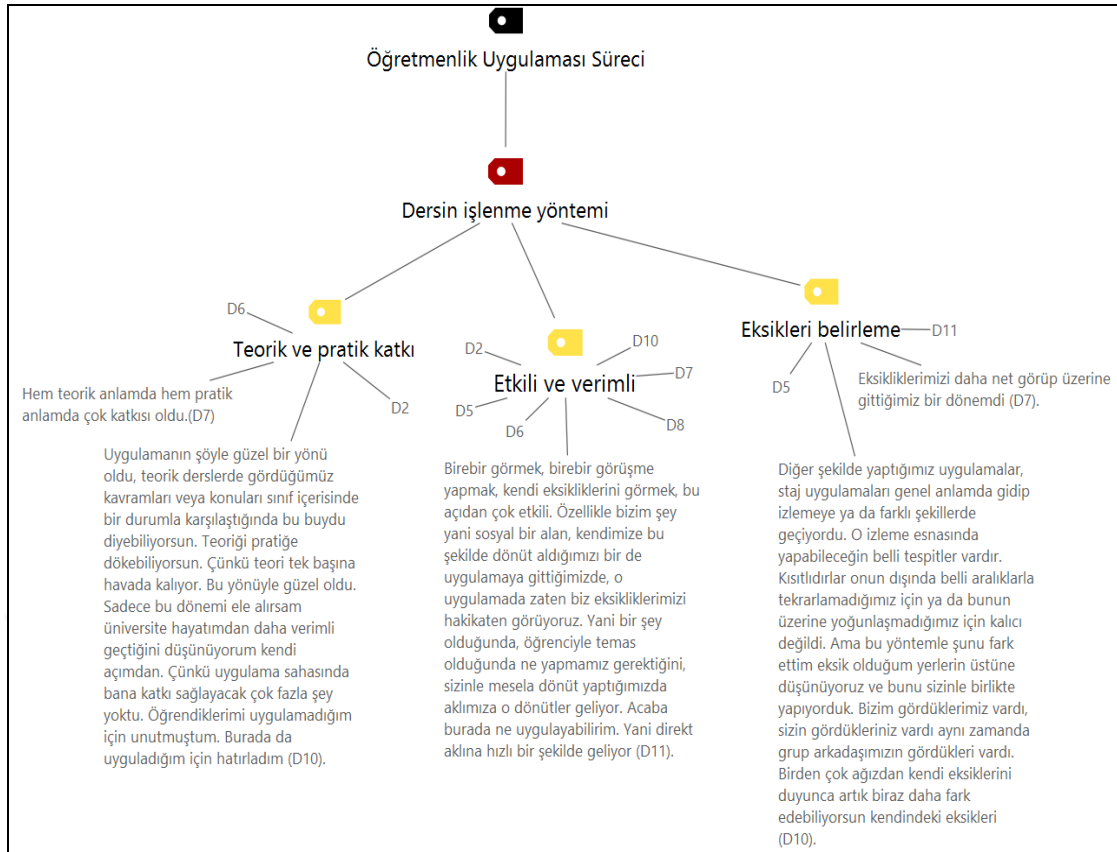 Öğretmenlik Uygulaması Süreci
Dersin işlenme yöntemi
D6
Teorik ve pratik katkı
Hem teorik anlamda hem pratik
anlamda çok katkısı oldu.(D7)
D2
Uygulamanın şöyle güzel bir yönü
oldu, teorik derslerde gördüğümüz
kavramları veya konuları sınıf içerisinde
bir durumla karşılaştığında bu buydu
diyebiliyorsun. Teoriği pratiğe
dökebiliyorsun. Çünkü teori tek başına
havada kalıyor. Bu yönüyle güzel oldu.
Sadece bu dönemi ele alırsam
üniversite hayatımdan daha verimli
geçtiğini düşünüyorum kendi
açımdan. Çünkü uygulama sahasında
bana katkı sağlayacak çok fazla şey
yoktu. Öğrendiklerimi uygulamadığım
için unutmuştum. Burada da
uyguladığım için hatırladım (D10).
D2
D10
Etkili ve verimli
D7
D5
D6
D8
Birebir görmek, birebir görüşme
yapmak, kendi eksikliklerini görmek, bu
açıdan çok etkili. Özellikle bizim şey
yani sosyal bir alan, kendimize bu
şekilde dönüt aldığımızı bir de
uygulamaya gittiğimizde, o
uygulamada zaten biz eksikliklerimizi
hakikaten görüyoruz. Yani bir şey
olduğunda, öğrenciyle temas
olduğunda ne yapmamız gerektiğini,
sizinle mesela dönüt yaptığımızda
aklımıza o dönütler geliyor. Acaba
burada ne uygulayabilirim. Yani direkt
aklına hızlı bir şekilde geliyor (D11).
Eksikleri belirleme
D11
D5
Eksikliklerimizi daha net görüp üzerine
gittiğimiz bir dönemdi (D7).
Diğer şekilde yaptığımız uygulamalar,
staj uygulamaları genel anlamda gidip
izlemeye ya da farklı şekillerde
geçiyordu. O izleme esnasında
yapabileceğin belli tespitler vardır.
Kısıtlıdırlar onun dışında belli aralıklarla
tekrarlamadığımız için ya da bunun
üzerine yoğunlaşmadığımız için kalıcı
değildi. Ama bu yöntemle şunu fark
ettim eksik olduğum yerlerin üstüne
düşünüyoruz ve bunu sizinle birlikte
yapıyorduk. Bizim gördüklerimiz vardı,
sizin gördükleriniz vardı aynı zamanda
grup arkadaşımızın gördükleri vardı.
Birden çok ağızdan kendi eksiklerini
duyunca artık biraz daha fark
edebiliyorsun kendindeki eksikleri
(D10).